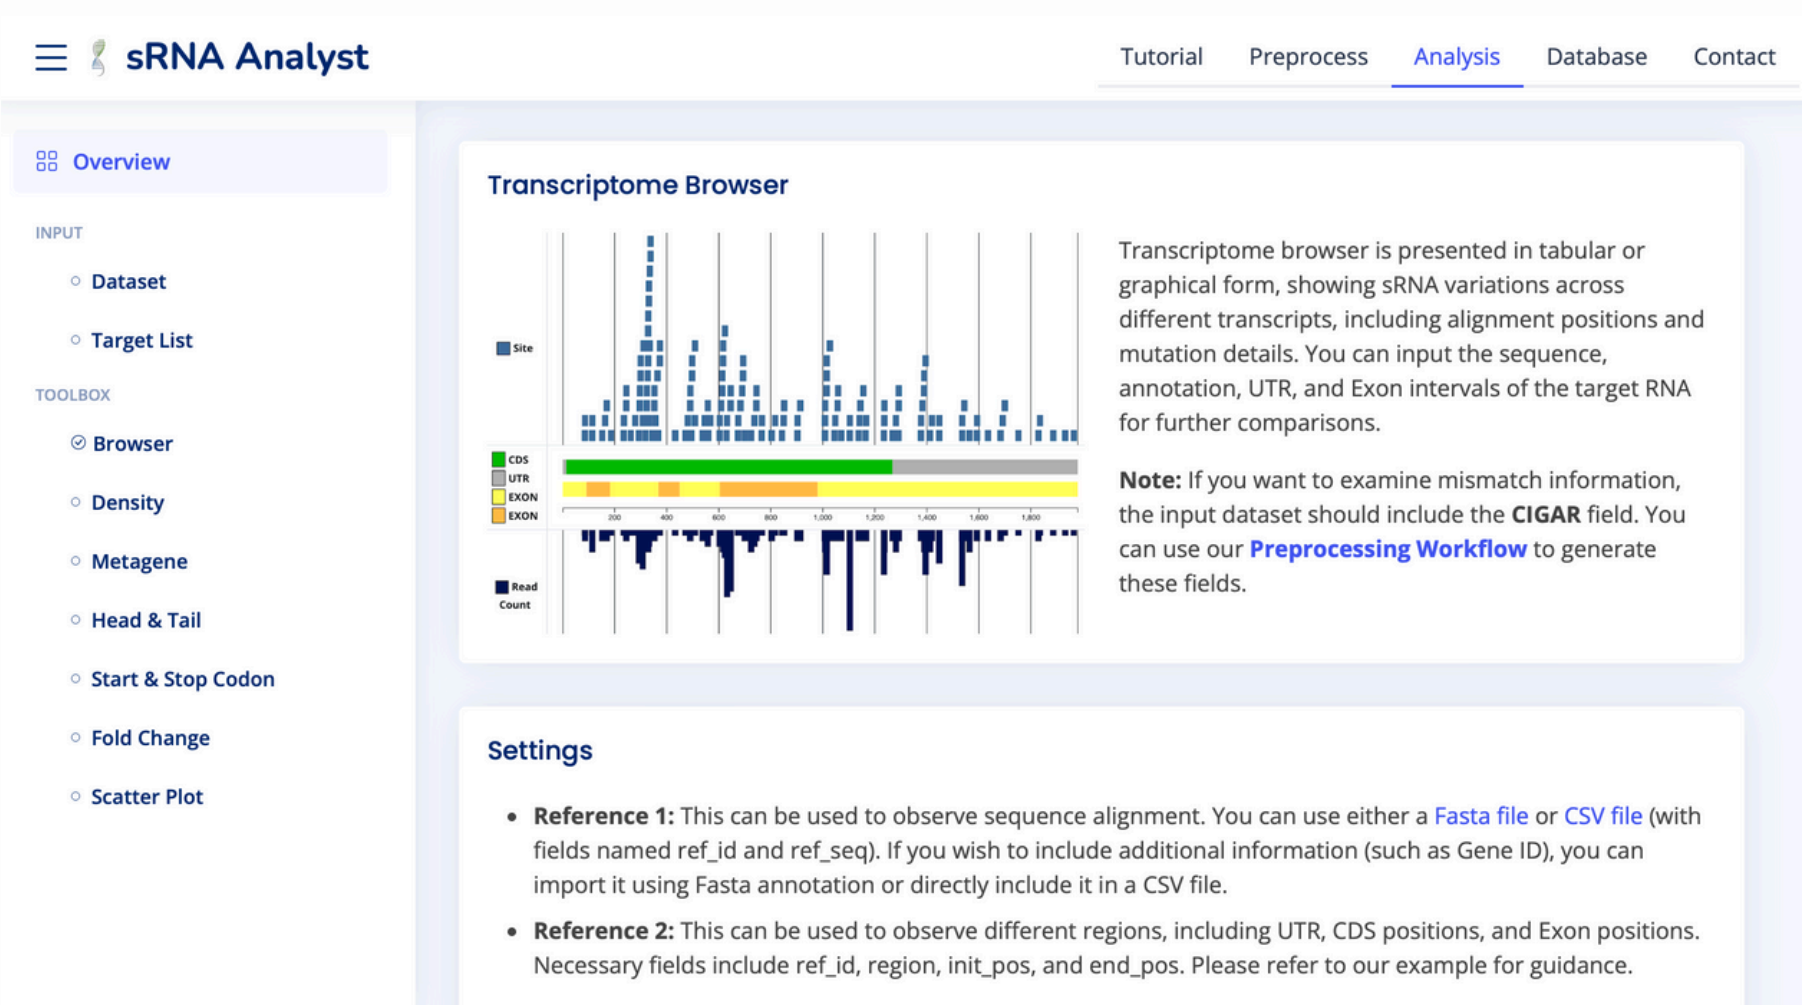 sRNA Analyst
Tutorial Preprocess Analysis Database Contact
Overview
INPUT
Dataset
Target List
TOOLBOX
Browser
Density
Metagene
Head & Tail
Start & Stop Codon
Fold Change
Scatter Plot
Transcriptome Browser
Site
CDS
UTR
EXON
EXON
200 400 600 800 1,000 1,200 1,400 1,600 1,800
Read
Count
Transcriptome browser is presented in tabular or
graphical form, showing sRNA variations across
different transcripts, including alignment positions and
mutation details. You can input the sequence,
annotation, UTR, and Exon intervals of the target RNA
for further comparisons.
Note: If you want to examine mismatch information,
the input dataset should include the CIGAR field. You
can use our Preprocessing Workflow to generate
these fields.
Settings
• Reference 1: This can be used to observe sequence alignment. You can use either a Fasta file or CSV file (with
fields named ref_id and ref_seq). If you wish to include additional information (such as Gene ID), you can
import it using Fasta annotation or directly include it in a CSV file.
• Reference 2: This can be used to observe different regions, including UTR, CDS positions, and Exon positions.
Necessary fields include ref_id, region, init_pos, and end_pos. Please refer to our example for guidance.